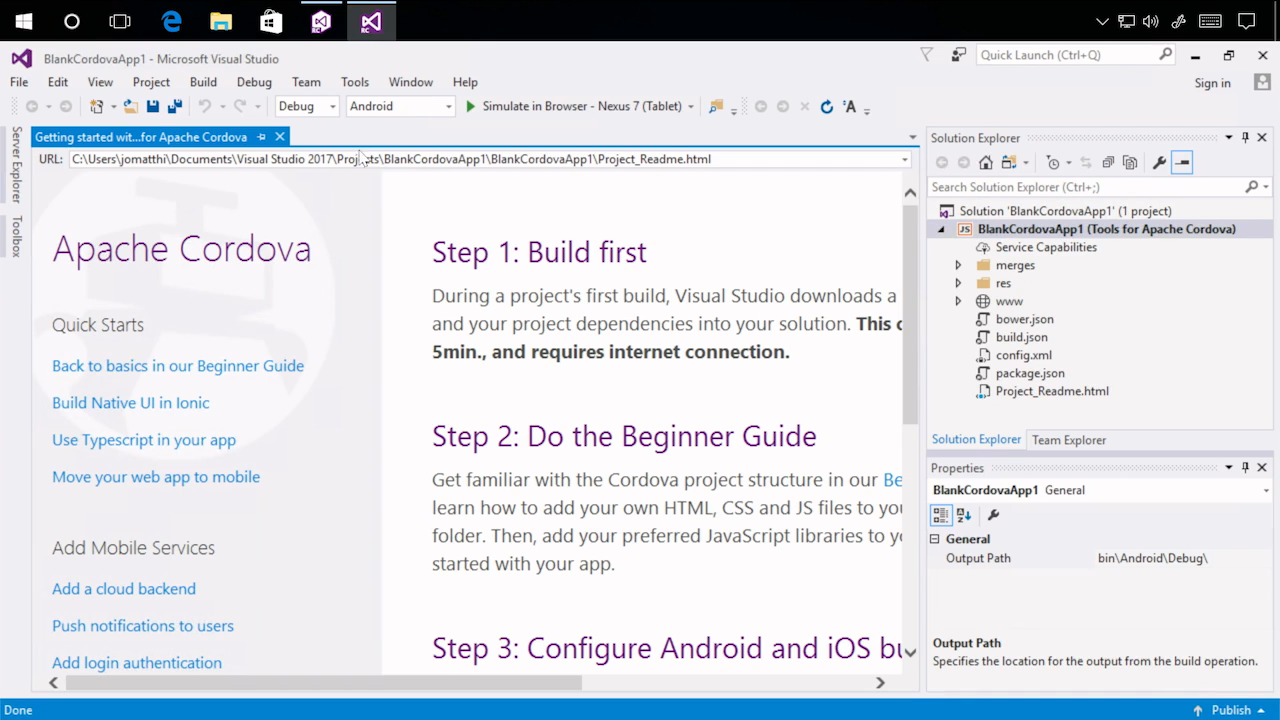 BlankCordovaApp1 - Microsoft Visual Studio
Quick Launch (Ctrl+Q)
File Edit View Project Build Debug Team Tools Window Help
Sign in
Debug Android Simulate in Browser - Nexus 7 (Tablet)
Server Explorer
Toolbox
Getting started wit...for Apache Cordova
URL: C:\Users\jomatthi\Documents\Visual Studio 2017\Projects\BlankCordovaApp1\BlankCordovaApp1\Project_Readme.html
Apache Cordova
Quick Starts
Back to basics in our Beginner Guide
Build Native UI in Ionic
Use Typescript in your app
Move your web app to mobile
Add Mobile Services
Add a cloud backend
Push notifications to users
Add login authentication
Step 1: Build first
During a project's first build, Visual Studio downloads a
and your project dependencies into your solution. This c
5min., and requires internet connection.
Step 2: Do the Beginner Guide
Get familiar with the Cordova project structure in our Be
learn how to add your own HTML, CSS and JS files to you
folder. Then, add your preferred JavaScript libraries to yo
started with your app.
Step 3: Configure Android and iOS bu
Solution Explorer
Search Solution Explorer (Ctrl+;)
Solution 'BlankCordovaApp1' (1 project)
JS BlankCordovaApp1 (Tools for Apache Cordova)
Service Capabilities
merges
res
www
bower.json
build.json
config.xml
package.json
Project_Readme.html
Solution Explorer Team Explorer
Properties
BlankCordovaApp1 General
General
Output Path bin\Android\Debug\
Output Path
Specifies the location for the output from the build operation.
Done
Publish